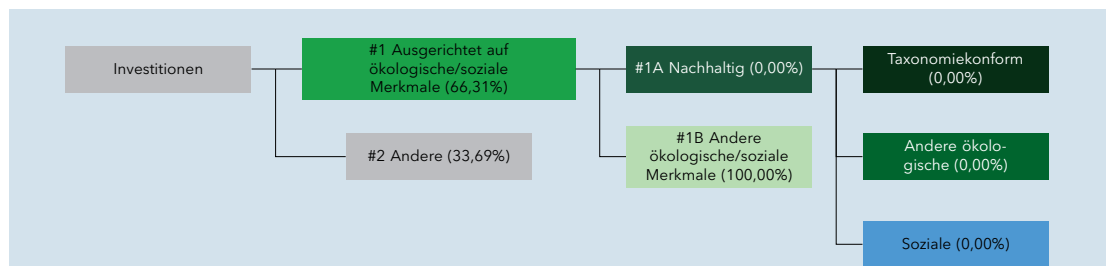 Investitionen
#1 Ausgerichtet auf
ökologische/soziale
Merkmale (66,31%)
#2 Andere (33,69%)
#1A Nachhaltig (0,00%)
#1B Andere
ökologische/soziale
Merkmale (100,00%)
Taxonomiekonform
(0,00%)
Andere ökolo-
gische (0,00%)
Soziale (0,00%)